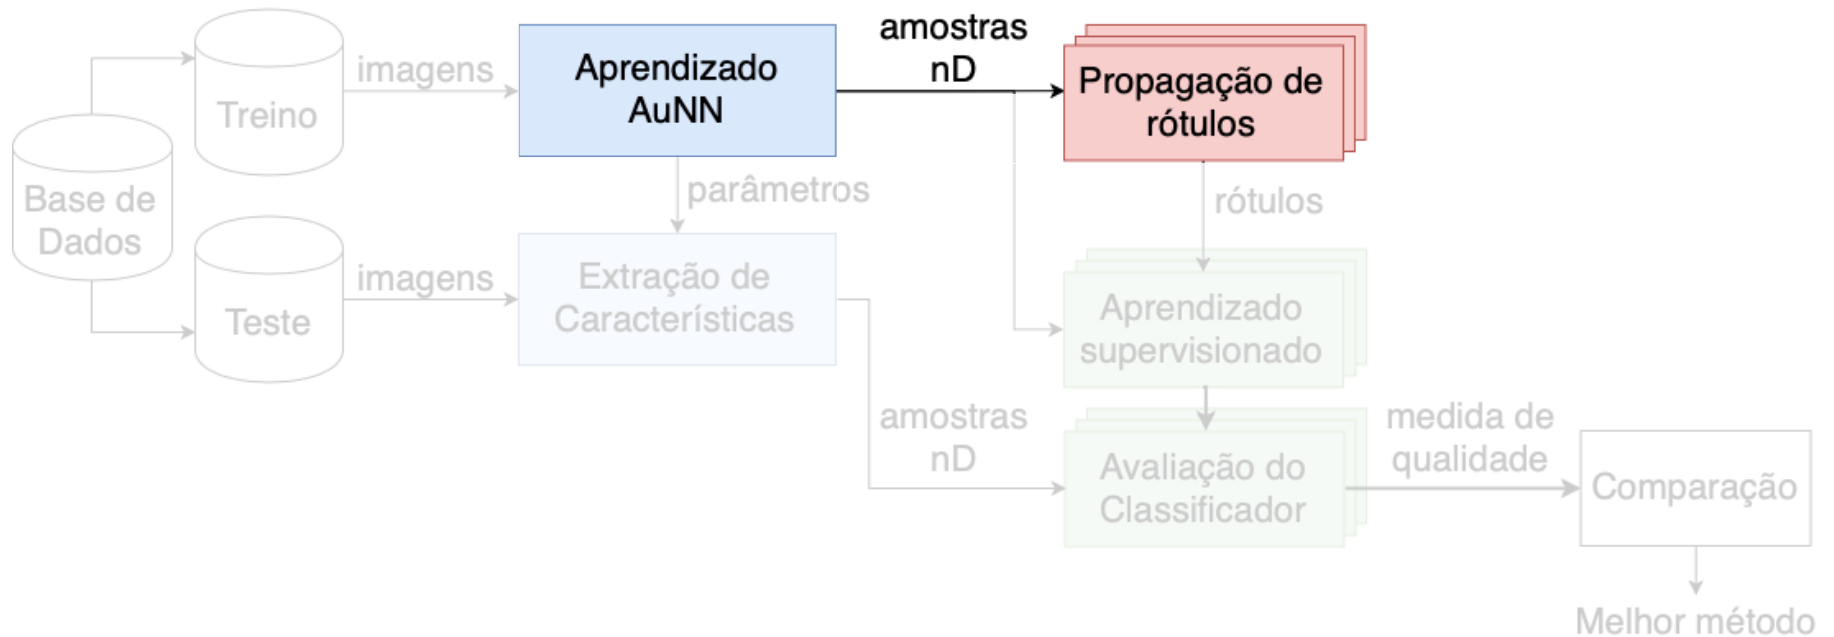 amostras
nD
Aprendizado
AuNN
Propagação de
rótulos
imagens
Treino
parâmetros
rótulos
Base de
Dados
imagens
Teste
Extração de
Características
Aprendizado
supervisionado
amostras
nD
Avaliação do
Classificador
medida de
qualidade
Comparação
Melhor método